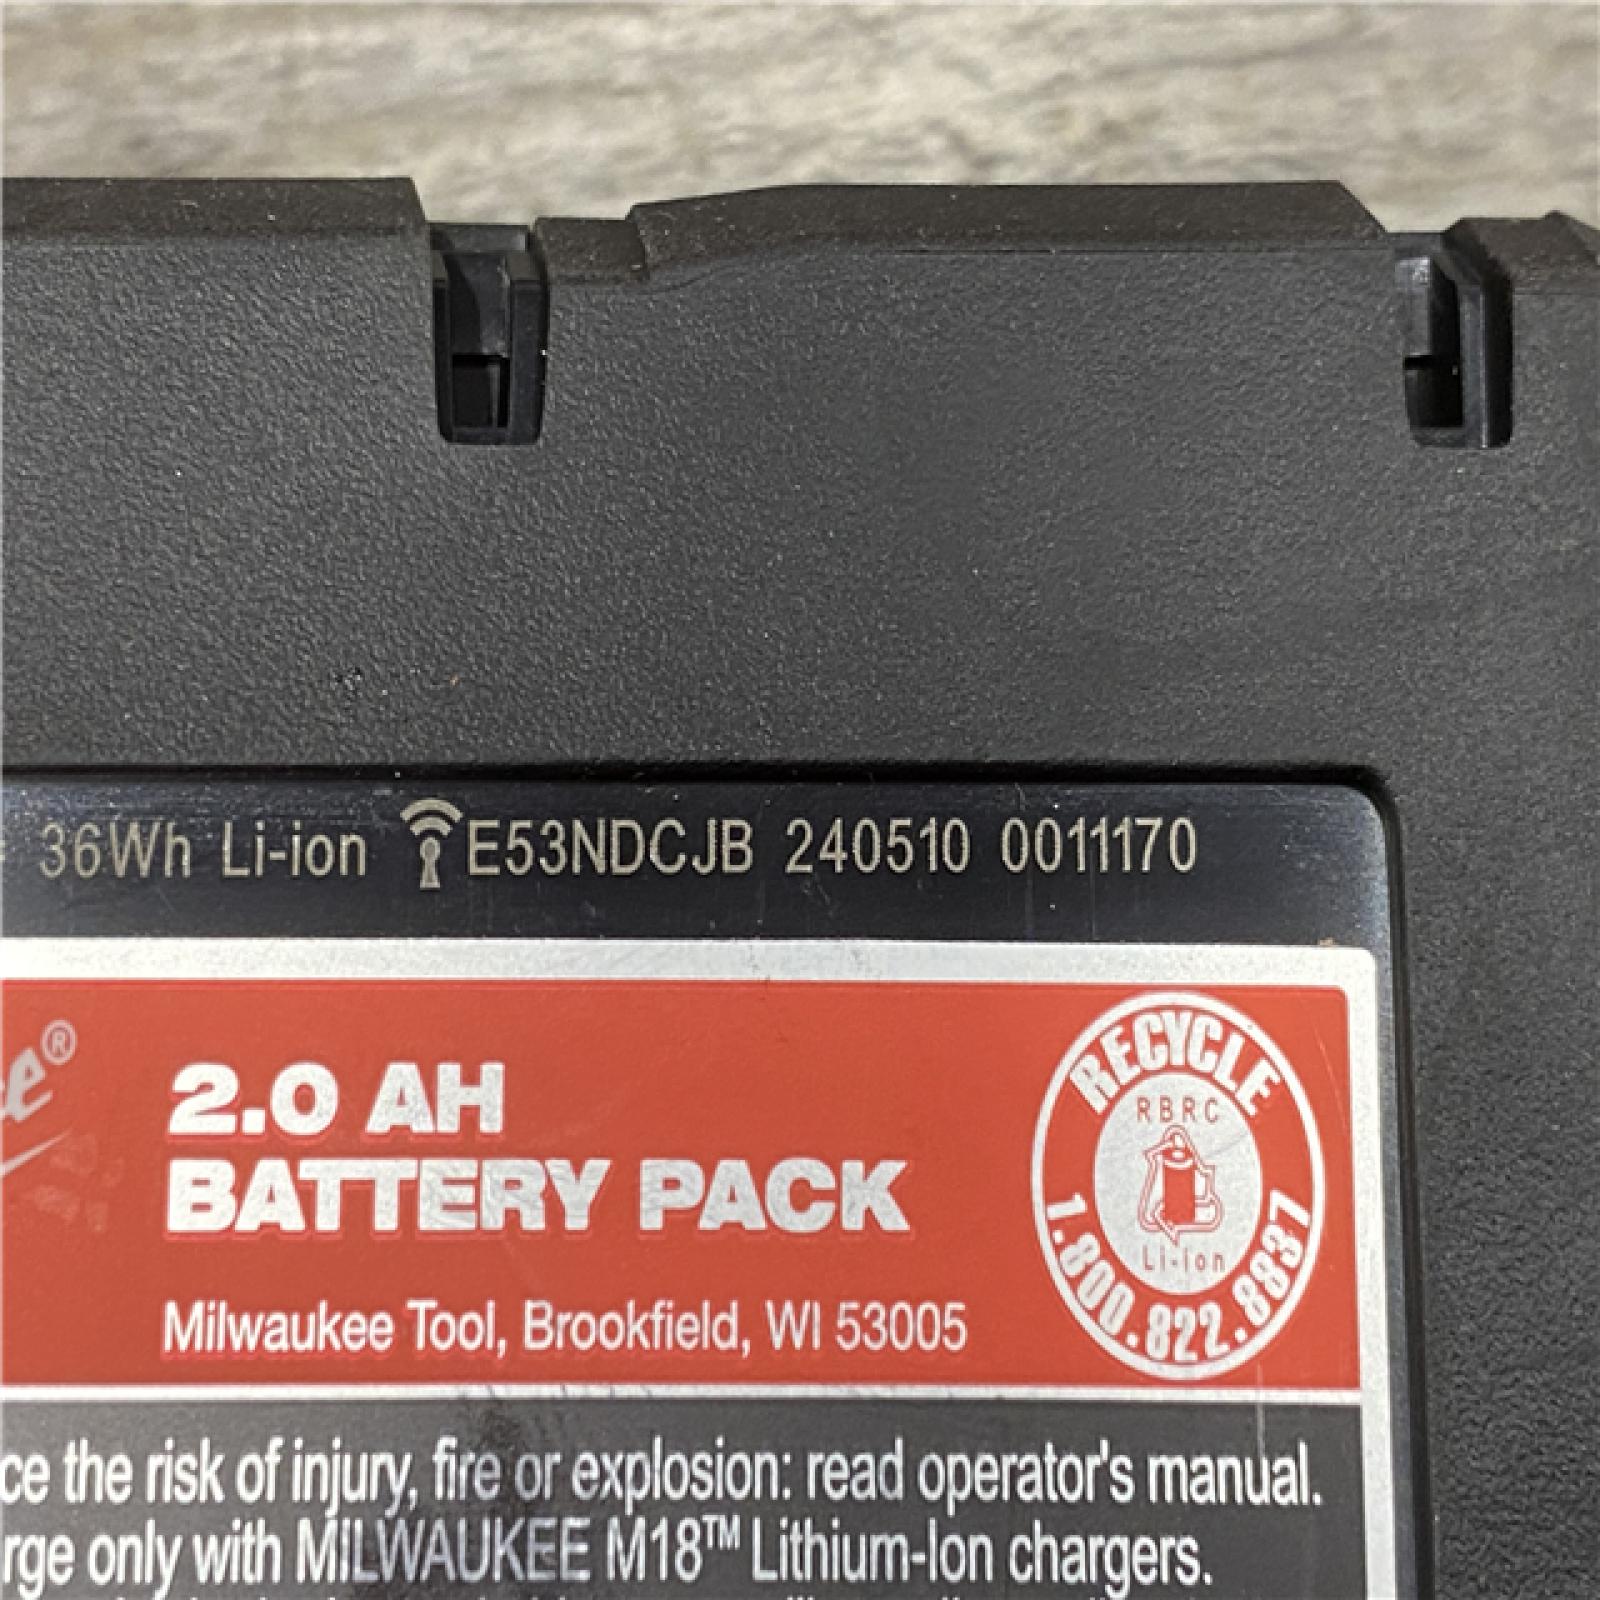 36Wh Li-ion E53NDCJB 240510 0011170
®
2.0 AH
BATTERY PACK
Milwaukee Tool, Brookfield, WI 53005
RECYCLE
RBRC
Li-ion
1.800.822.8837
the risk of injury, fire or explosion: read operator's manual.
only with MILWAUKEE M18™ Lithium-Ion chargers.